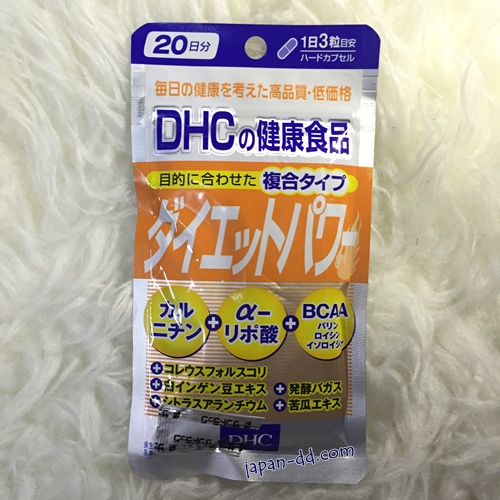 20日分
1日3粒目安
ハードカプセル
毎日の健康を考えた高品質・低価格
DHCの健康食品
目的に合わせた 複合タイプ
ダイエットパワー
カルニチン + α-リポ酸 + BCAA
バリン
ロイシン
イソロイシン
+コレウスフォルスコリ
+白インゲン豆エキス +発酵バガス
+シトラスアランチウム +苦瓜エキス
DHC
japan-dd.com